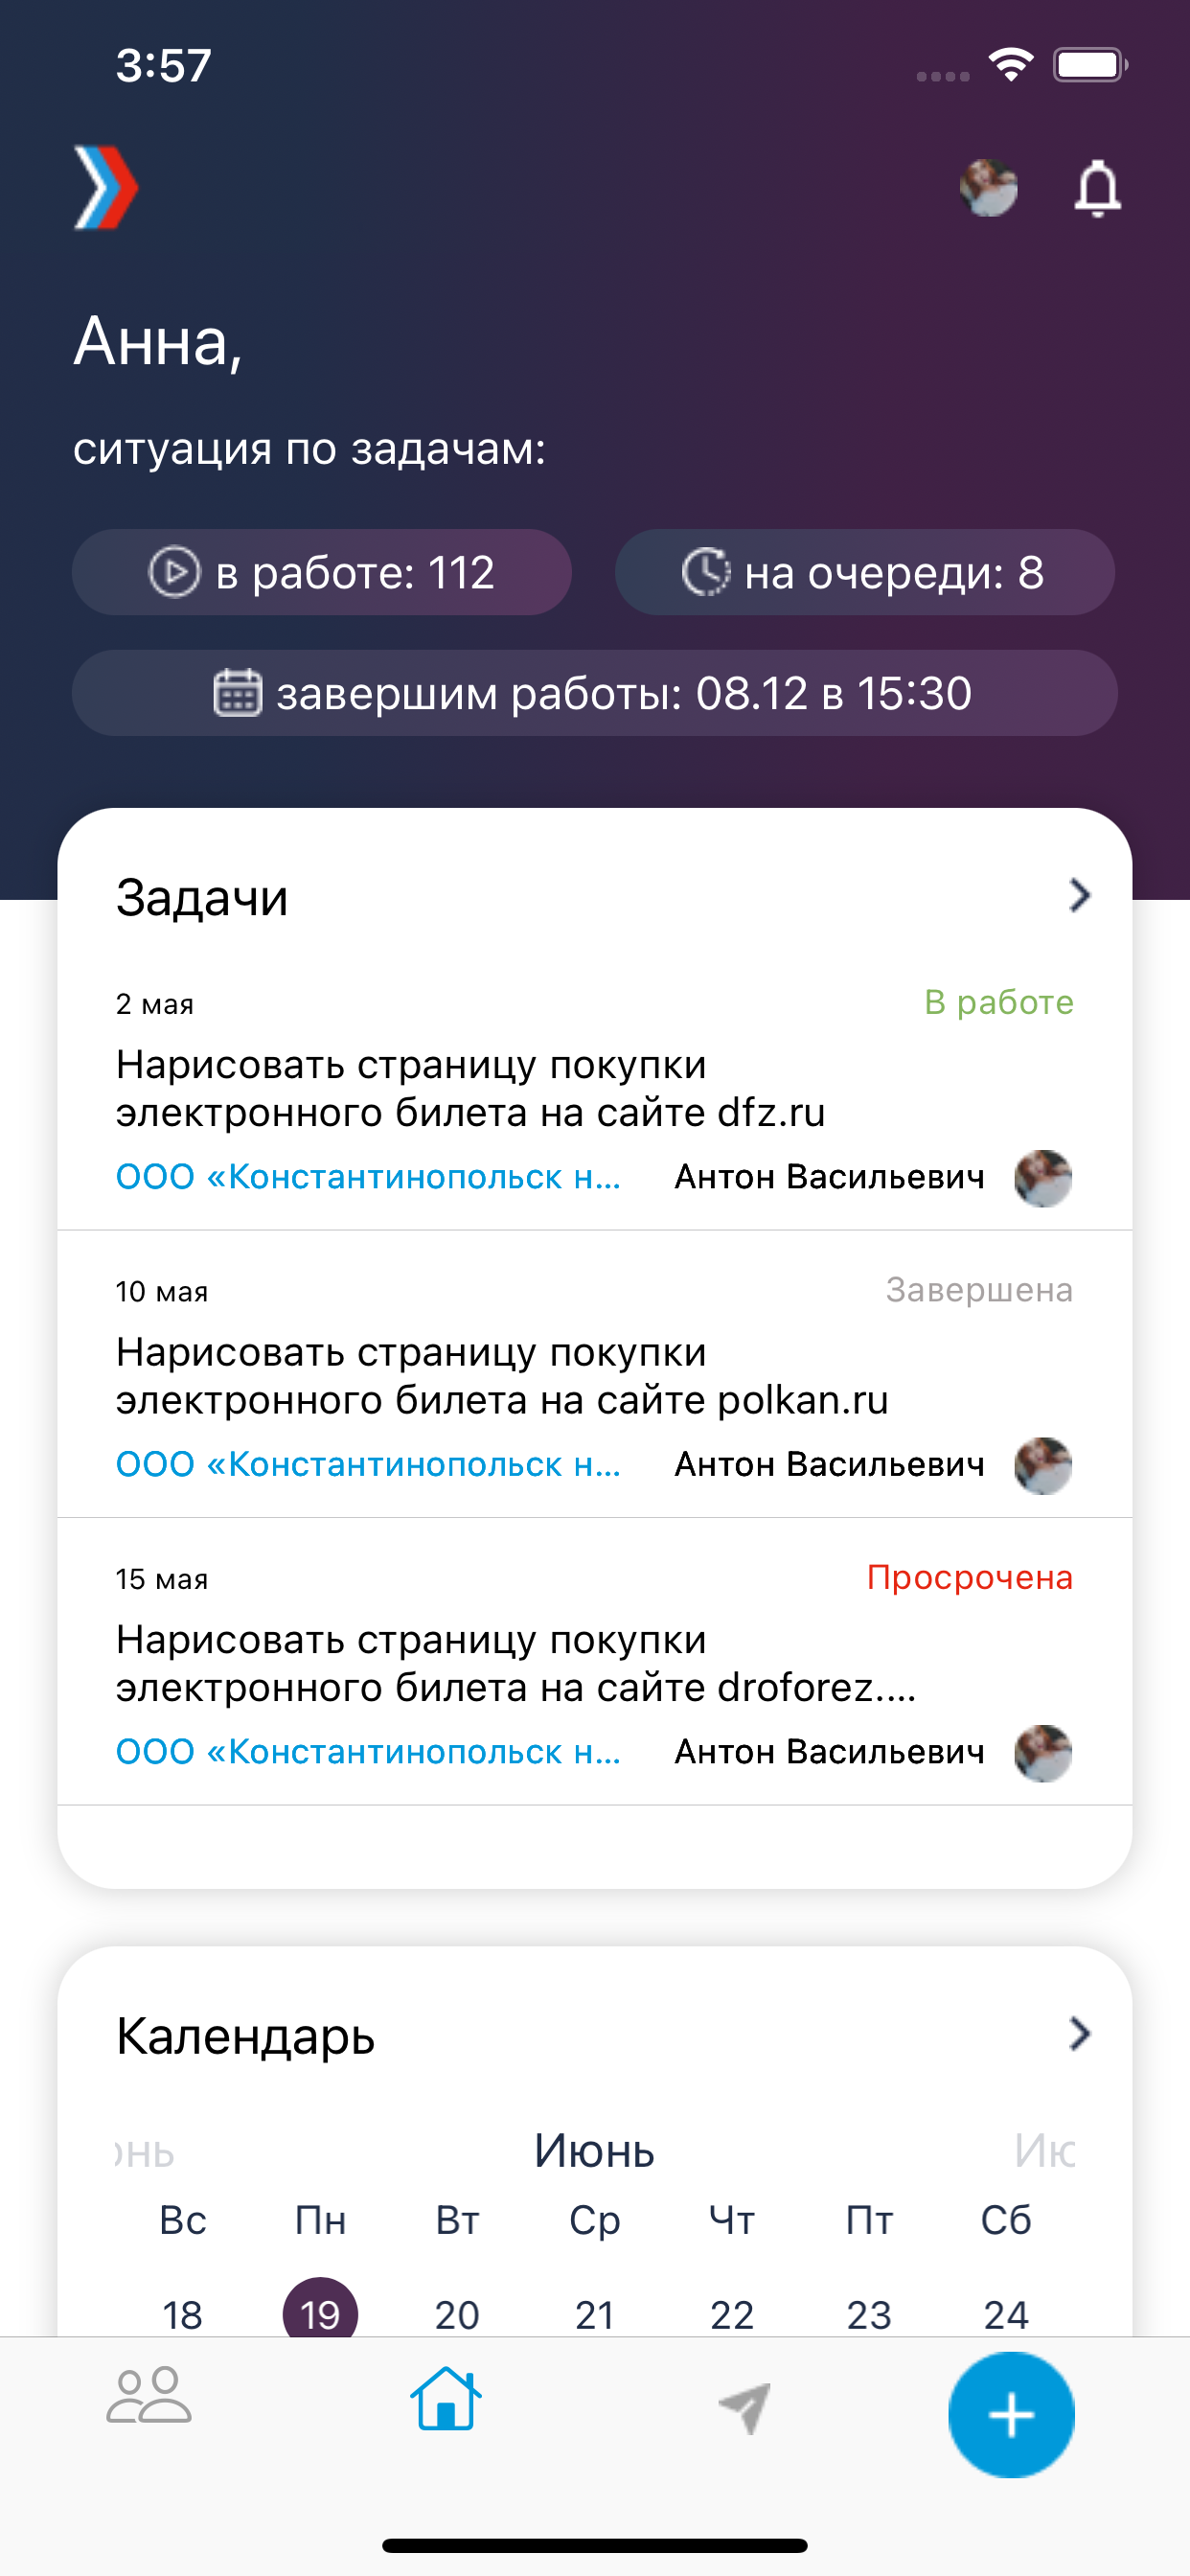 3:57
Анна,
ситуация по задачам:
в работе: 112
на очереди: 8
завершим работы: 08.12 в 15:30
Задачи
2 мая
В работе
Нарисовать страницу покупки
электронного билета на сайте dfz.ru
ООО «Константинопольск н...
Антон Васильевич
10 мая
Завершена
Нарисовать страницу покупки
электронного билета на сайте polkan.ru
ООО «Константинопольск н...
Антон Васильевич
15 мая
Просрочена
Нарисовать страницу покупки
электронного билета на сайте droforez....
ООО «Константинопольск н...
Антон Васильевич
Календарь
Июнь
Вс Пн Вт Ср Чт Пт Сб
18 19 20 21 22 23 24